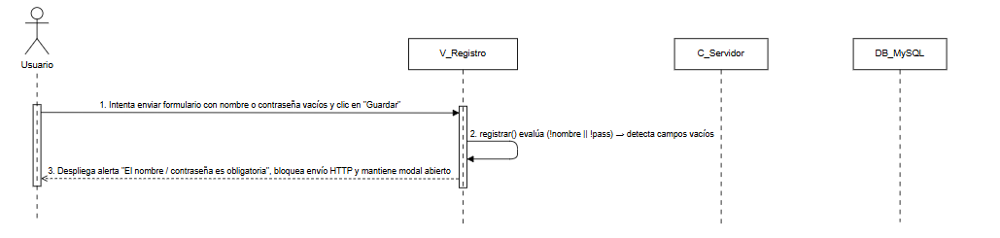 Usuario
V_Registro
C_Servidor
DB_MySQL
1. Intenta enviar formulario con nombre o contraseña vacíos y clic en "Guardar"
2. registrar() evalúa (!nombre || !pass) → detecta campos vacíos
3. Despliega alerta "El nombre / contraseña es obligatoria", bloquea envío HTTP y mantiene modal abierto